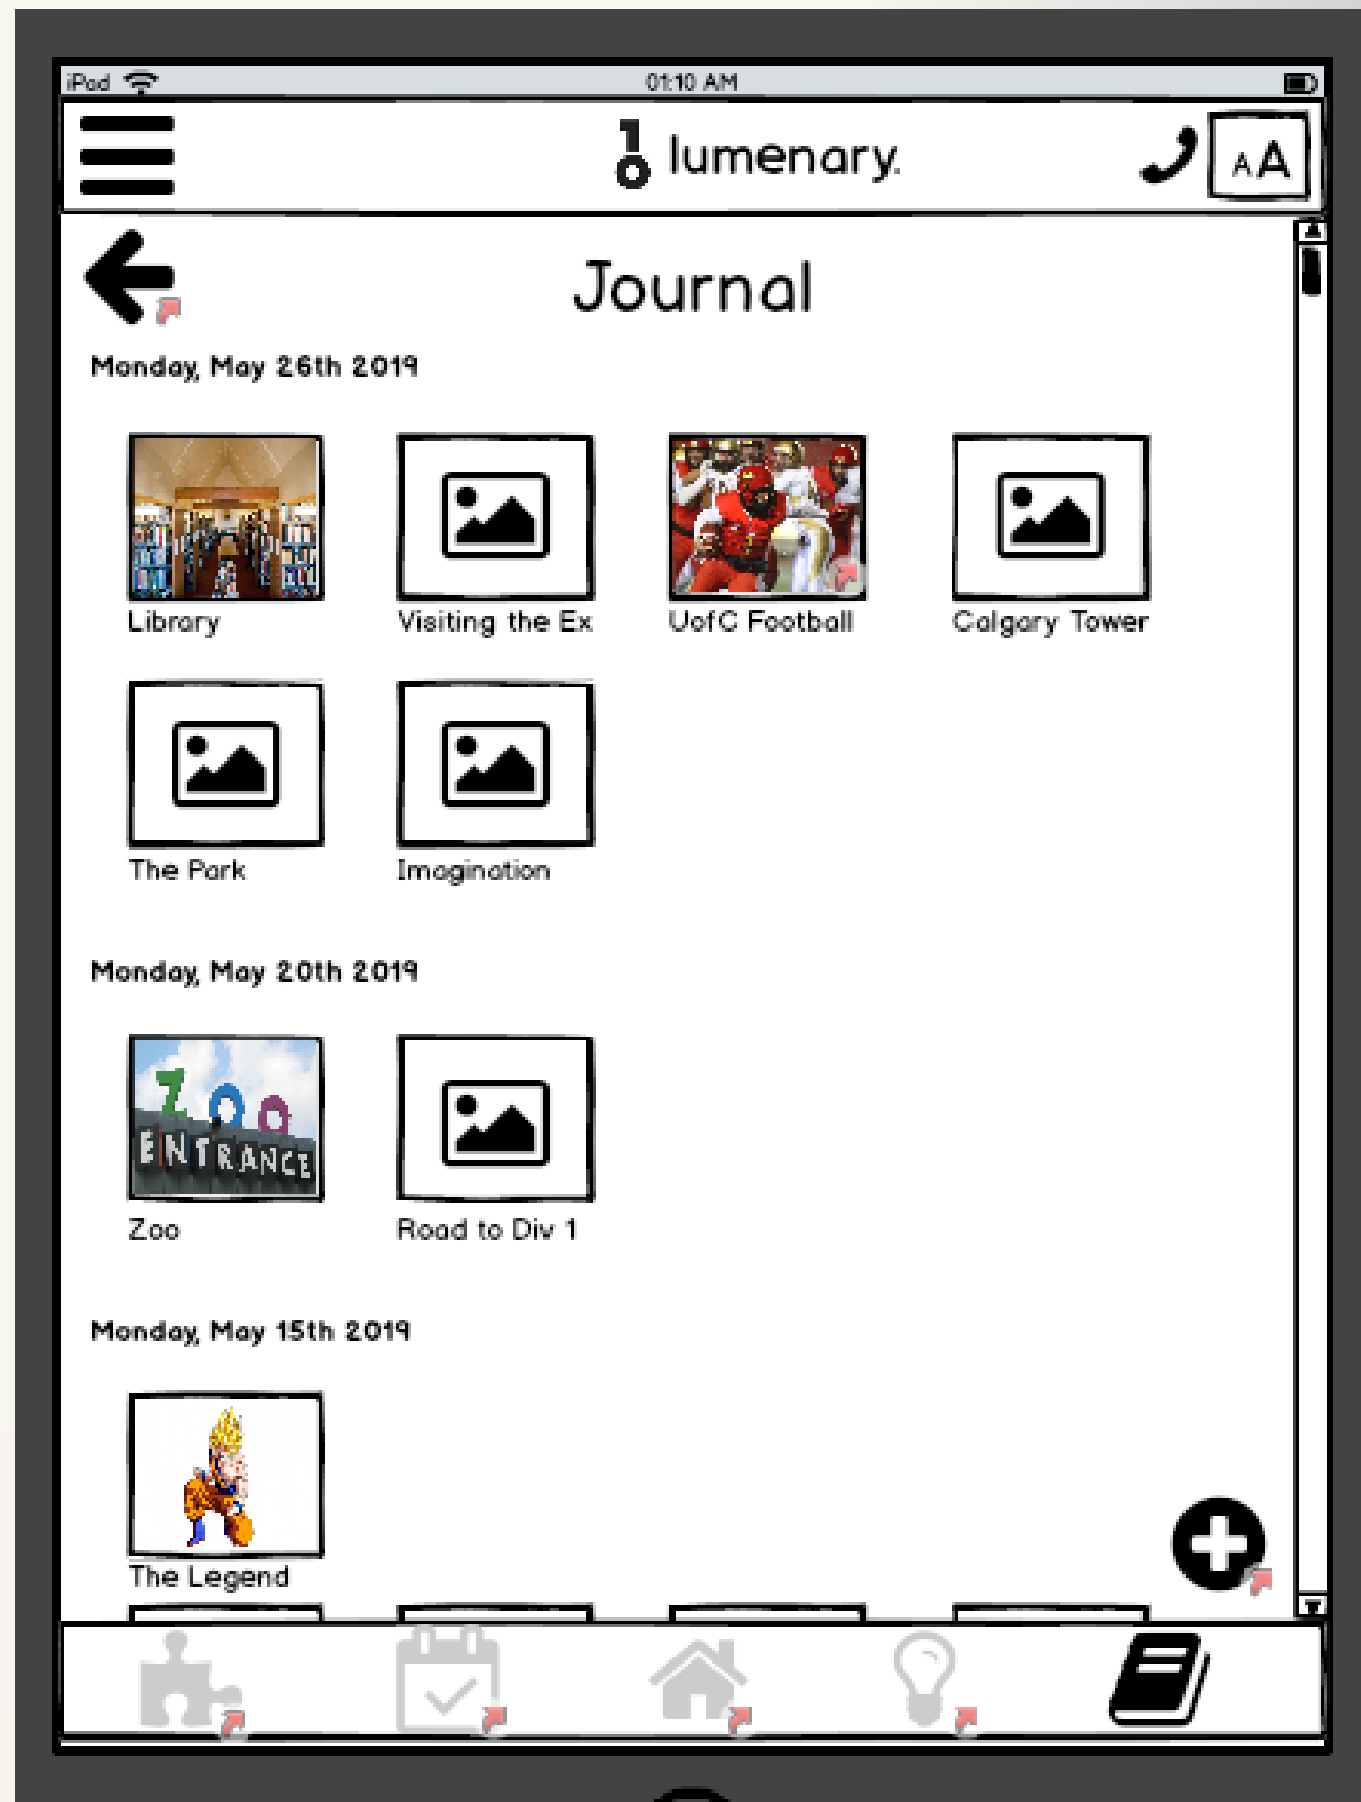 iPad 01:10 AM
lumenary.
AA
Journal
Monday, May 26th 2019
Library Visiting the Ex UofC Football Calgary Tower
The Park Imagination
Monday, May 20th 2019
ZOO
ENTRANCE
Zoo Road to Div 1
Monday, May 15th 2019
The Legend